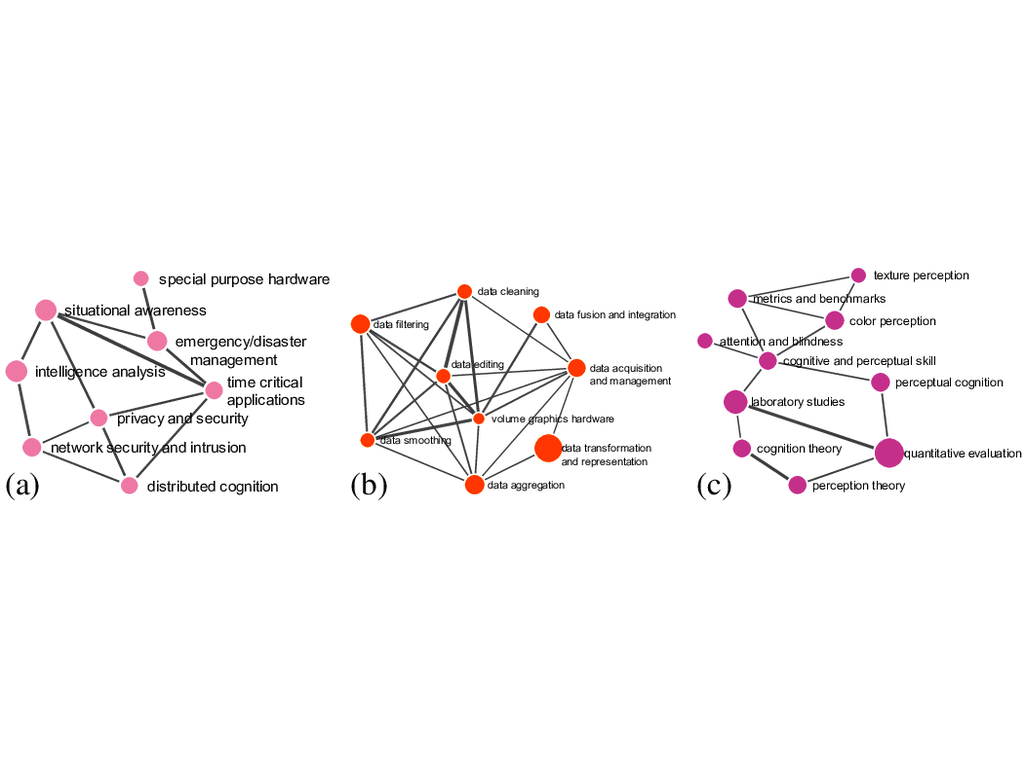 special purpose hardware
situational awareness
emergency/disaster
management
intelligence analysis
time critical
applications
privacy and security
network security and intrusion
distributed cognition
(a)
data cleaning
data fusion and integration
data filtering
data editing
data acquisition
and management
volume graphics hardware
data smoothing
data transformation
and representation
data aggregation
(b)
texture perception
metrics and benchmarks
color perception
attention and blindness
cognitive and perceptual skill
perceptual cognition
laboratory studies
cognition theory
quantitative evaluation
perception theory
(c)